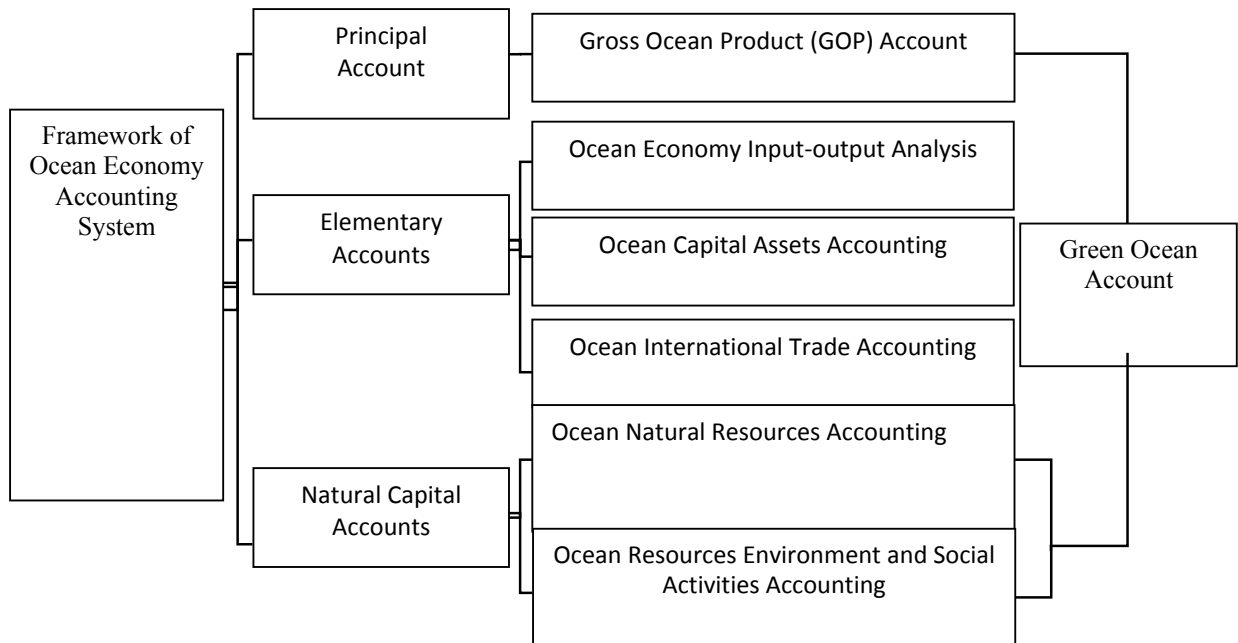 Framework of
Ocean Economy
Accounting
System
Principal
Account
Elementary
Accounts
Natural Capital
Accounts
Gross Ocean Product (GOP) Account
Ocean Economy Input-output Analysis
Ocean Capital Assets Accounting
Ocean International Trade Accounting
Ocean Natural Resources Accounting
Ocean Resources Environment and Social
Activities Accounting
Green Ocean
Account